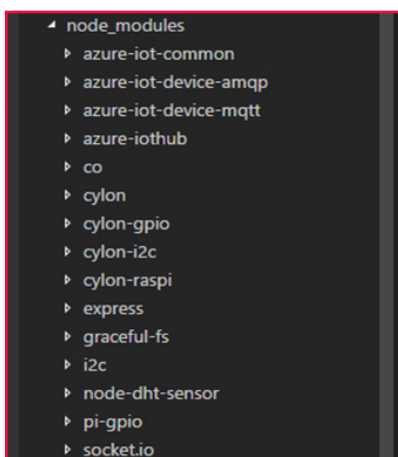 node_modules
azure-iot-common
azure-iot-device-amqp
azure-iot-device-mqtt
azure-iothub
co
cylon
cylon-gpio
cylon-i2c
cylon-raspi
express
graceful-fs
i2c
node-dht-sensor
pi-gpio
socket.io